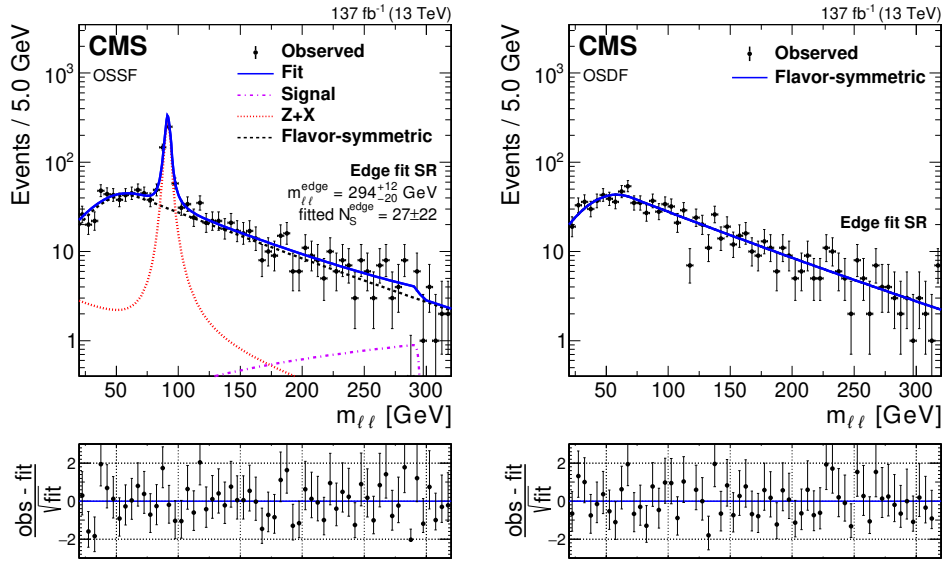 137 fb⁻¹ (13 TeV)
CMS
OSSF
Observed
Fit
Signal
Z+X
Flavor-symmetric
Edge fit SR
m_ℓℓ^edge = 294 +12 −20 GeV
fitted N_S^edge = 27±22
Events / 5.0 GeV
10³
10²
10
1
50 100 150 200 250 300
m_ℓℓ [GeV]
obs - fit
√fit
2
0
−2
137 fb⁻¹ (13 TeV)
CMS
OSDF
Observed
Flavor-symmetric
Edge fit SR
Events / 5.0 GeV
10³
10²
10
1
50 100 150 200 250 300
m_ℓℓ [GeV]
obs - fit
√fit
2
0
−2